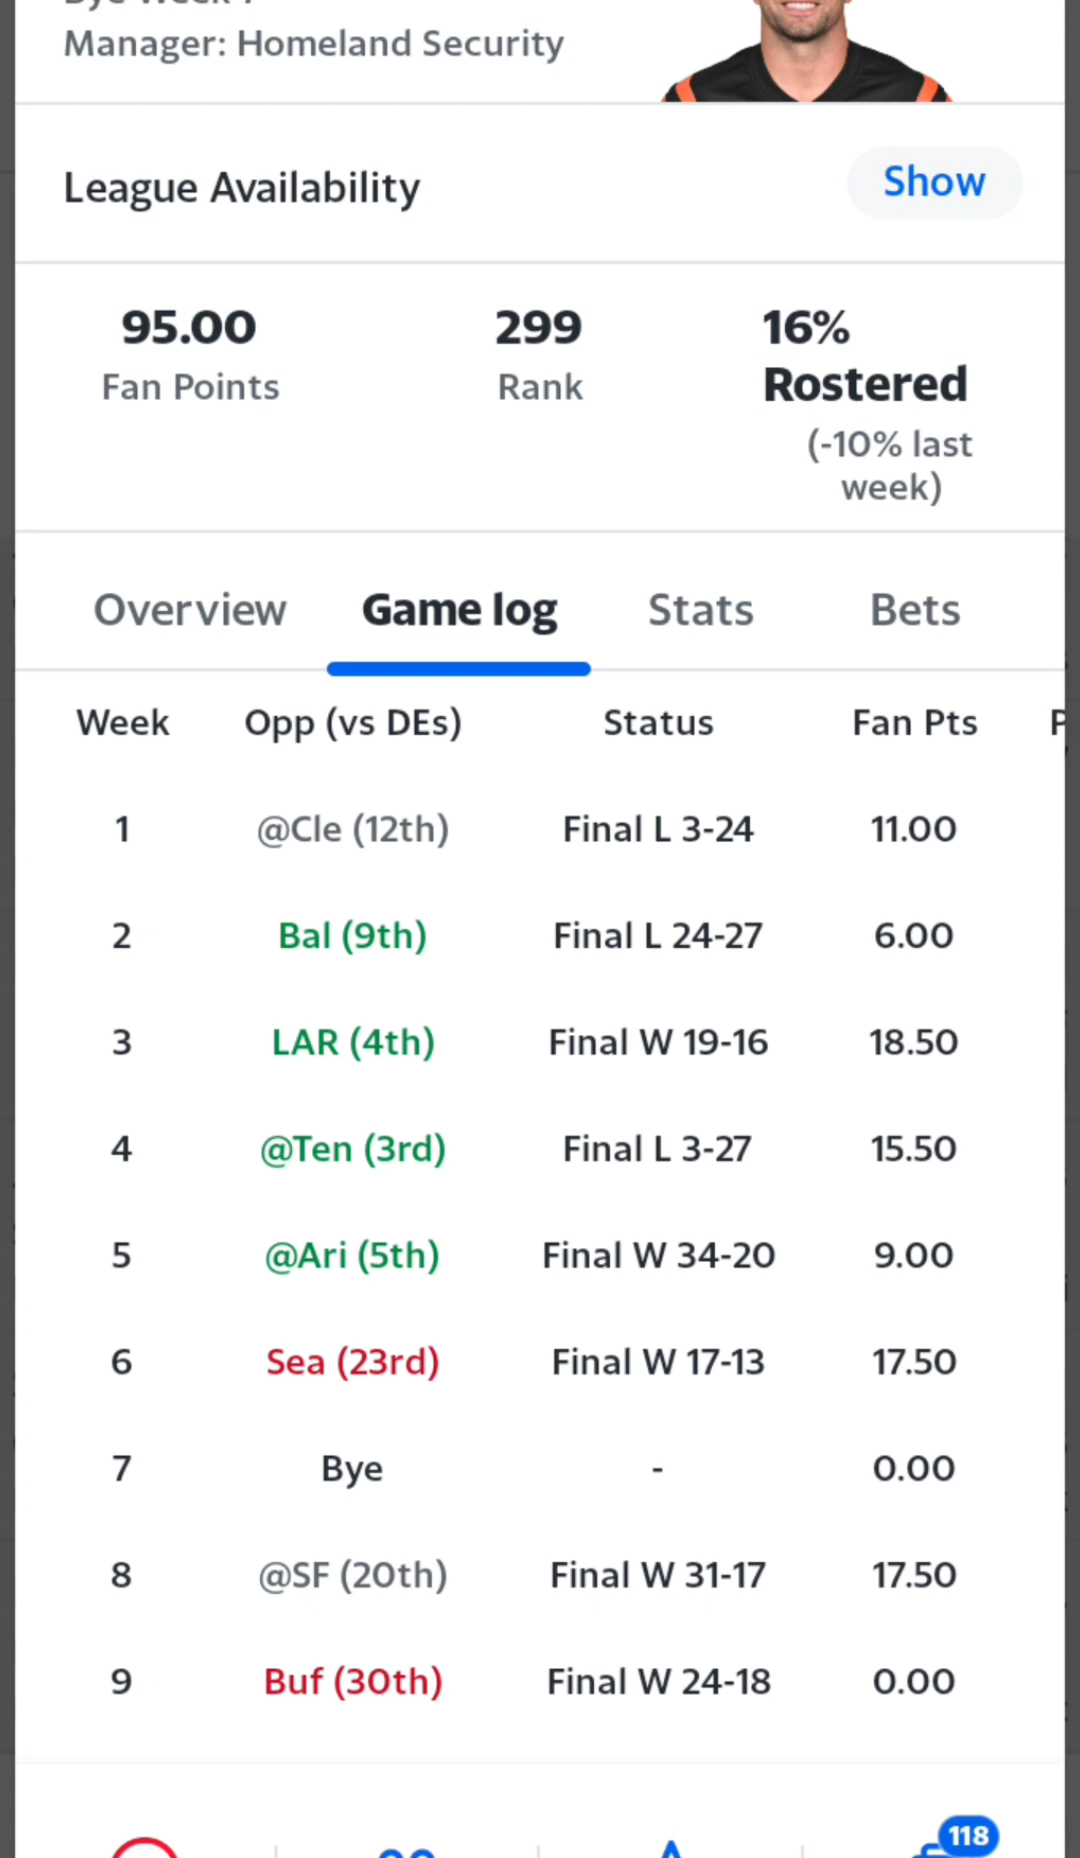 Bye Week 7
Manager: Homeland Security
League Availability
Show
95.00
Fan Points
299
Rank
16%
Rostered
(-10% last
week)
Overview Game log Stats Bets
Week Opp (vs DEs) Status Fan Pts
1 @Cle (12th) Final L 3-24 11.00
2 Bal (9th) Final L 24-27 6.00
3 LAR (4th) Final W 19-16 18.50
4 @Ten (3rd) Final L 3-27 15.50
5 @Ari (5th) Final W 34-20 9.00
6 Sea (23rd) Final W 17-13 17.50
7 Bye - 0.00
8 @SF (20th) Final W 31-17 17.50
9 Buf (30th) Final W 24-18 0.00
118